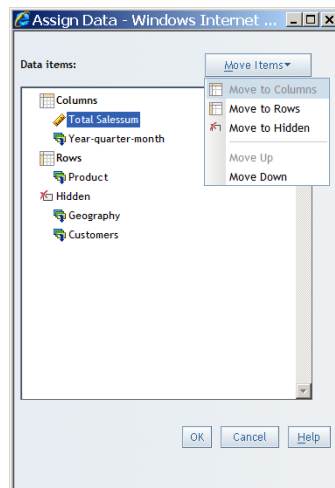 Assign Data - Windows Internet ...
Data items:
Move Items
Columns
Total Salessum
Year-quarter-month
Rows
Product
Hidden
Geography
Customers
Move to Columns
Move to Rows
Move to Hidden
Move Up
Move Down
OK
Cancel
Help